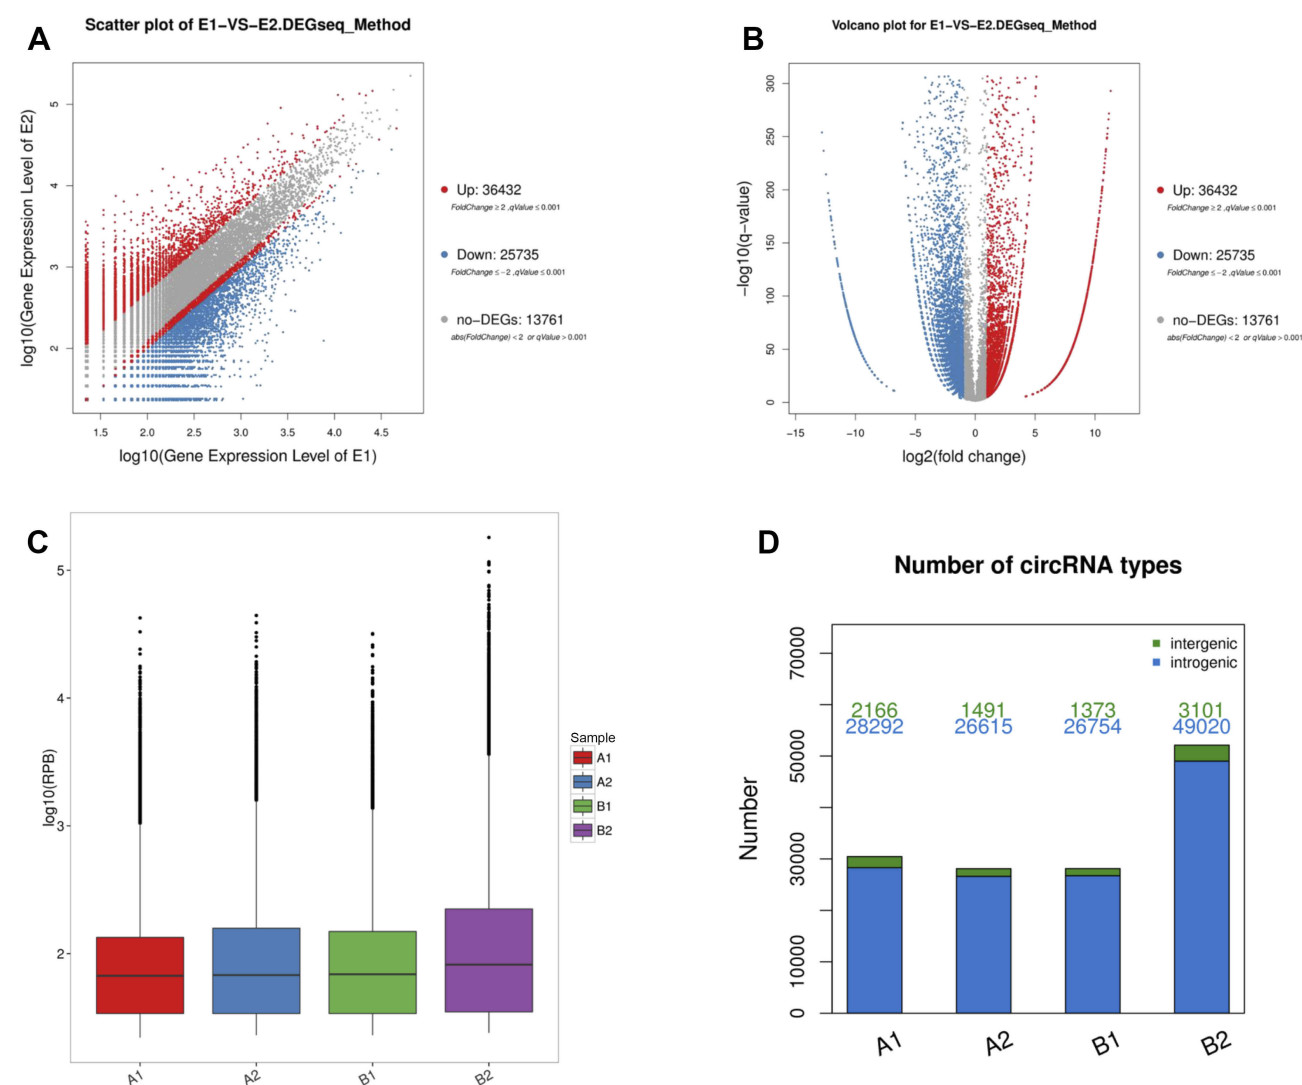 A
Scatter plot of E1-VS-E2.DEGseq_Method
log10(Gene Expression Level of E2)
5
4
3
2
1.5 2.0 2.5 3.0 3.5 4.0 4.5
log10(Gene Expression Level of E1)
Up: 36432
FoldChange ≥ 2 ,qValue ≤ 0.001
Down: 25735
FoldChange ≤ −2 ,qValue ≤ 0.001
no-DEGs: 13761
abs(FoldChange) < 2 or qValue > 0.001
B
Volcano plot for E1-VS-E2.DEGseq_Method
−log10(q-value)
300
250
200
150
100
50
0
−15 −10 −5 0 5 10
log2(fold change)
Up: 36432
FoldChange ≥ 2 ,qValue ≤ 0.001
Down: 25735
FoldChange ≤ −2 ,qValue ≤ 0.001
no-DEGs: 13761
abs(FoldChange) < 2 or qValue > 0.001
C
log10(RPB)
5
4
3
2
A1 A2 B1 B2
Sample
A1
A2
B1
B2
D
Number of circRNA types
Number
70000
50000
30000
10000
0
intergenic
introgenic
2166 1491 1373 3101
28292 26615 26754 49020
A1 A2 B1 B2